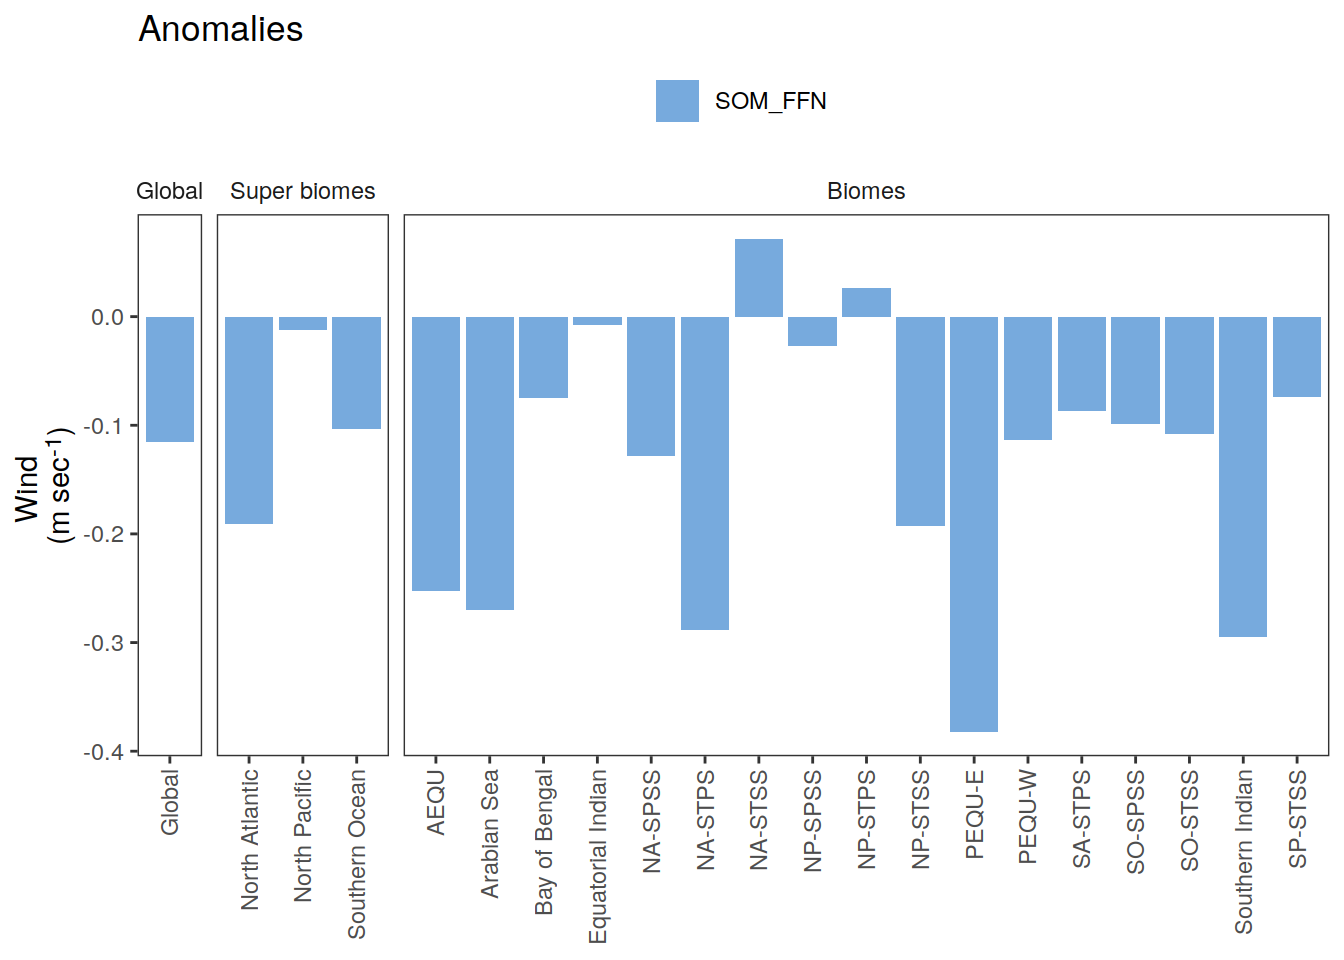 Anomalies
SOM_FFN
Global
Super biomes
Biomes
0.0
-0.1
-0.2
-0.3
-0.4
Wind
(m sec⁻¹)
Global
North Atlantic
North Pacific
Southern Ocean
AEQU
Arabian Sea
Bay of Bengal
Equatorial Indian
NA-SPSS
NA-STPS
NA-STSS
NP-SPSS
NP-STPS
NP-STSS
PEQU-E
PEQU-W
SA-STPS
SO-SPSS
SO-STSS
Southern Indian
SP-STSS